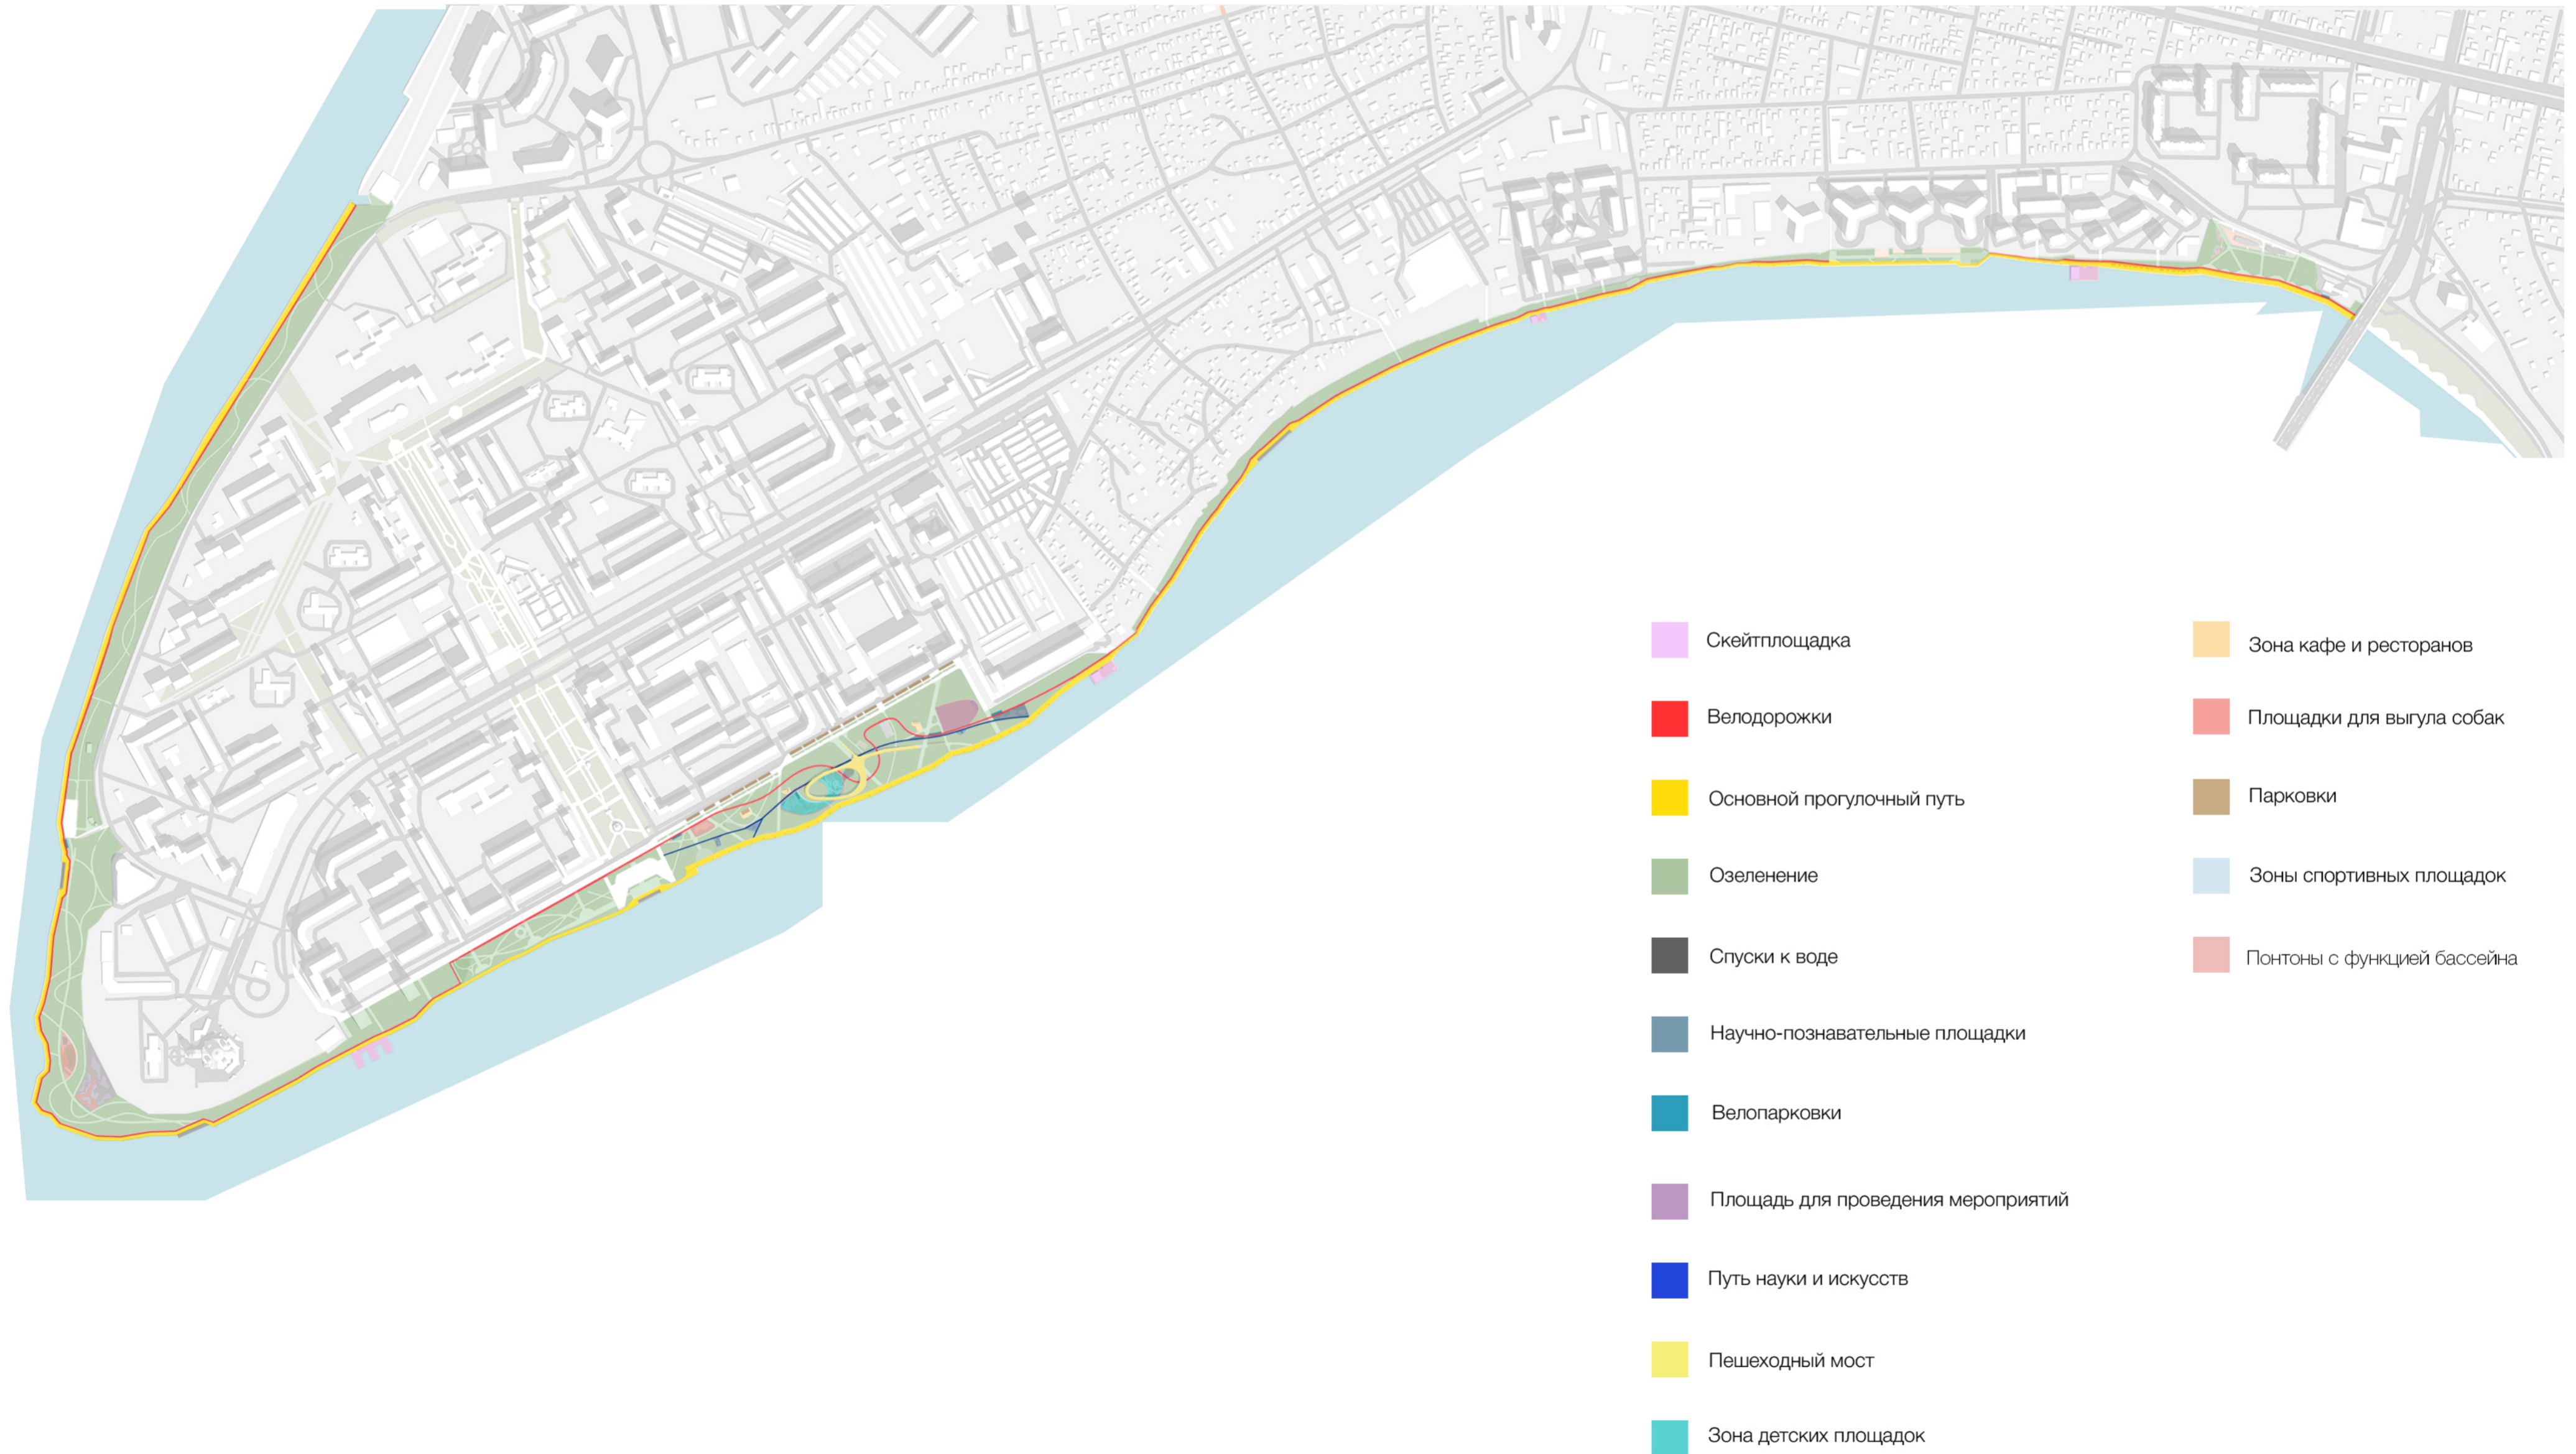 Скейтплощадка
Велодорожки
Основной прогулочный путь
Озеленение
Спуски к воде
Научно-познавательные площадки
Велопарковки
Площадь для проведения мероприятий
Путь науки и искусств
Пешеходный мост
Зона детских площадок
Зона кафе и ресторанов
Площадки для выгула собак
Парковки
Зоны спортивных площадок
Понтоны с функцией бассейна